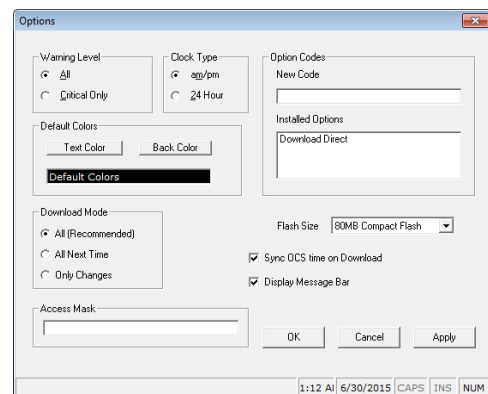 Options
Warning Level
All
Critical Only
Clock Type
am/pm
24 Hour
Option Codes
New Code
Installed Options
Download Direct
Default Colors
Text Color
Back Color
Default Colors
Download Mode
All (Recommended)
All Next Time
Only Changes
Flash Size
80MB Compact Flash
Sync OCS time on Download
Display Message Bar
Access Mask
OK
Cancel
Apply
1:12 A 6/30/2015 CAPS INS NUM